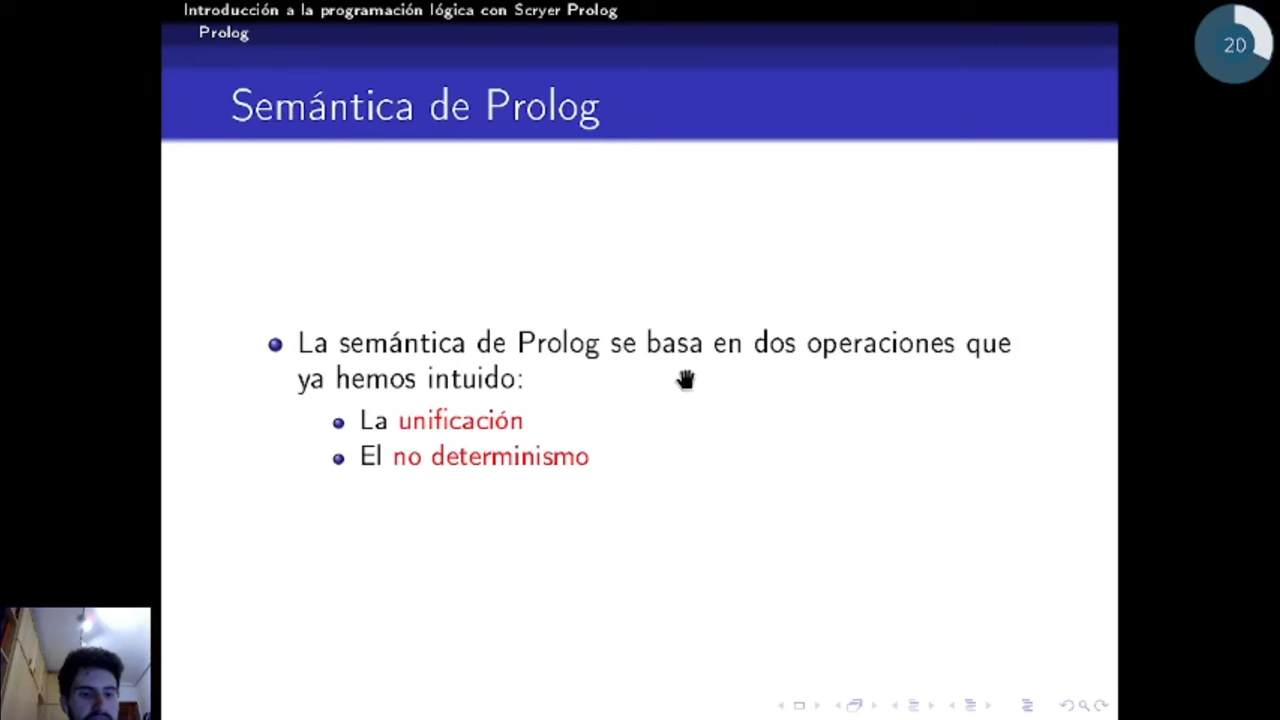 Introducción a la programación lógica con Scryer Prolog
Prolog
20
Semántica de Prolog
La semántica de Prolog se basa en dos operaciones que
ya hemos intuido:
La unificación
El no determinismo